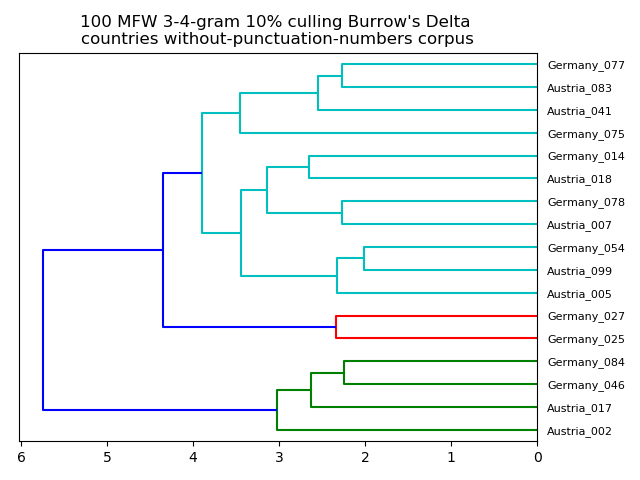 100 MFW 3-4-gram 10% culling Burrow's Delta
countries without-punctuation-numbers corpus
Germany_077
Austria_083
Austria_041
Germany_075
Germany_014
Austria_018
Germany_078
Austria_007
Germany_054
Austria_099
Austria_005
Germany_027
Germany_025
Germany_084
Germany_046
Austria_017
Austria_002
6 5 4 3 2 1 0